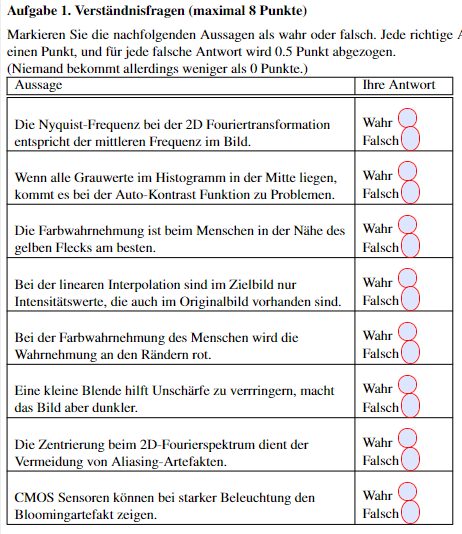 Aufgabe 1. Verständnisfragen (maximal 8 Punkte)
Markieren Sie die nachfolgenden Aussagen als wahr oder falsch. Jede richtige A
einen Punkt, und für jede falsche Antwort wird 0.5 Punkt abgezogen.
(Niemand bekommt allerdings weniger als 0 Punkte.)
Aussage Ihre Antwort
Wahr
Die Nyquist-Frequenz bei der 2D Fouriertransformation
entspricht der mittleren Frequenz im Bild. Falsch
Wahr
Wenn alle Grauwerte im Histogramm in der Mitte liegen,
kommt es bei der Auto-Kontrast Funktion zu Problemen. Falsch
Wahr
Die Farbwahrnehmung ist beim Menschen in der Nähe des
gelben Flecks am besten. Falsch
Wahr
Bei der linearen Interpolation sind im Zielbild nur
Intensitätswerte, die auch im Originalbild vorhanden sind. Falsch
Wahr
Bei der Farbwahrnehmung des Menschen wird die
Wahrnehmung an den Rändern rot. Falsch
Wahr
Eine kleine Blende hilft Unschärfe zu verrringern, macht
das Bild aber dunkler. Falsch
Wahr
Die Zentrierung beim 2D-Fourierspektrum dient der
Vermeidung von Aliasing-Artefakten. Falsch
Wahr
CMOS Sensoren können bei starker Beleuchtung den
Bloomingartefakt zeigen. Falsch